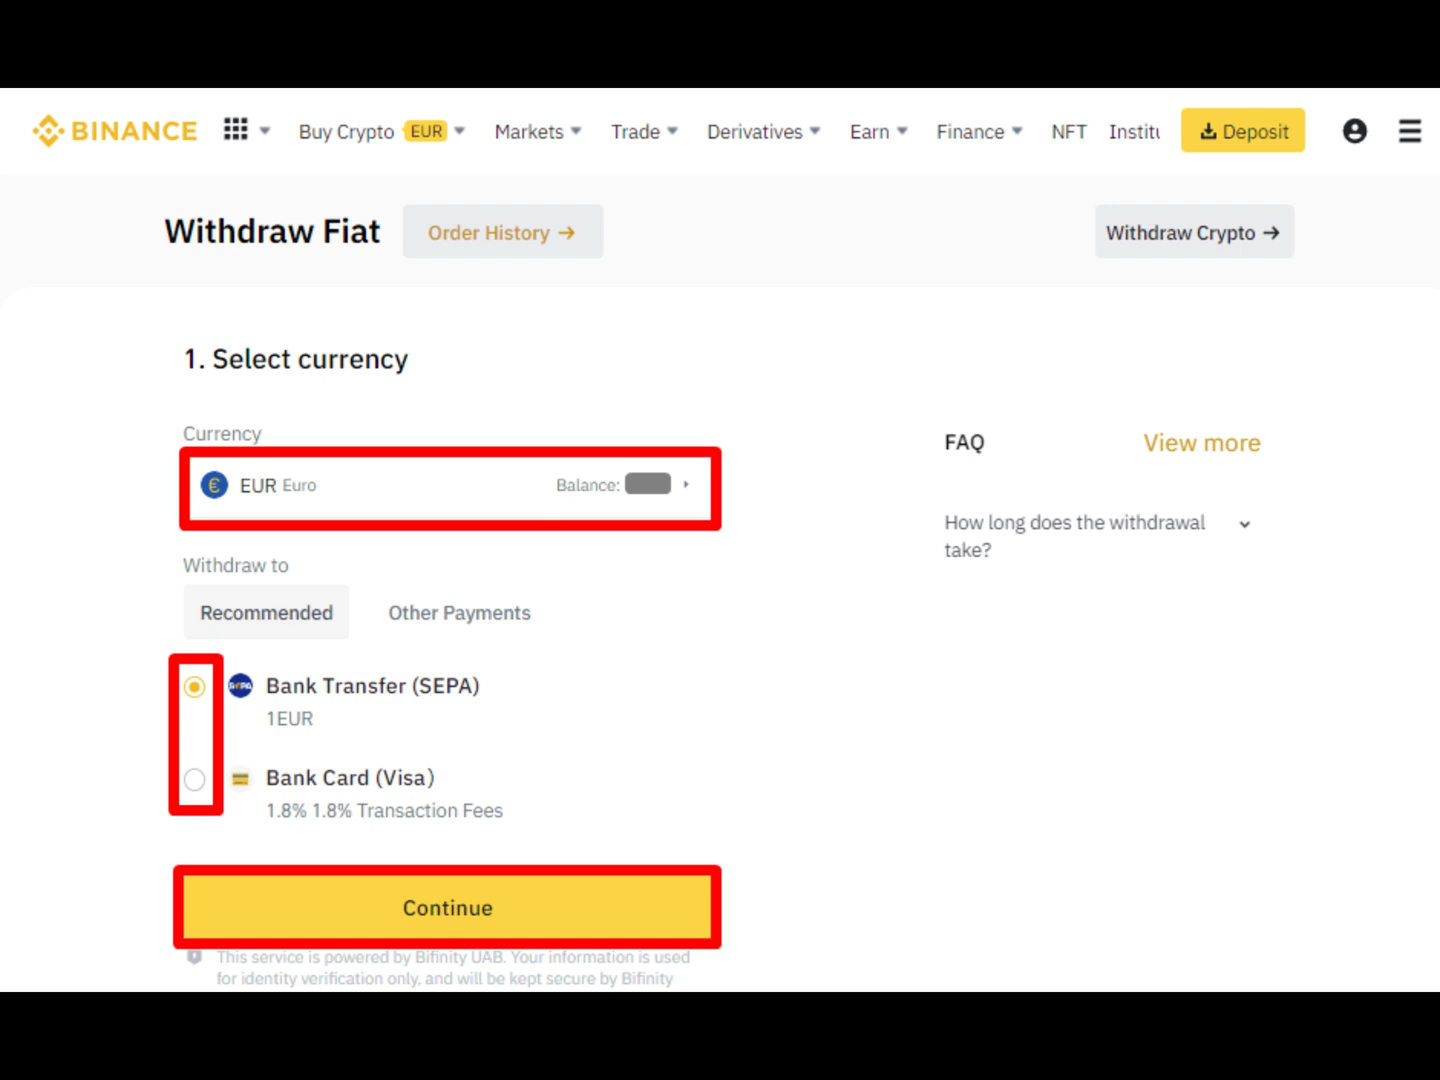 BINANCE
Buy Crypto EUR Markets Trade Derivatives Earn Finance NFT Institu Deposit
Withdraw Fiat Order History → Withdraw Crypto →
1. Select currency
Currency
€ EUR Euro Balance:
FAQ View more
How long does the withdrawal
take?
Withdraw to
Recommended Other Payments
SEPA Bank Transfer (SEPA)
1EUR
Bank Card (Visa)
1.8% 1.8% Transaction Fees
Continue
This service is powered by Bifinity UAB. Your information is used
for identity verification only, and will be kept secure by Bifinity